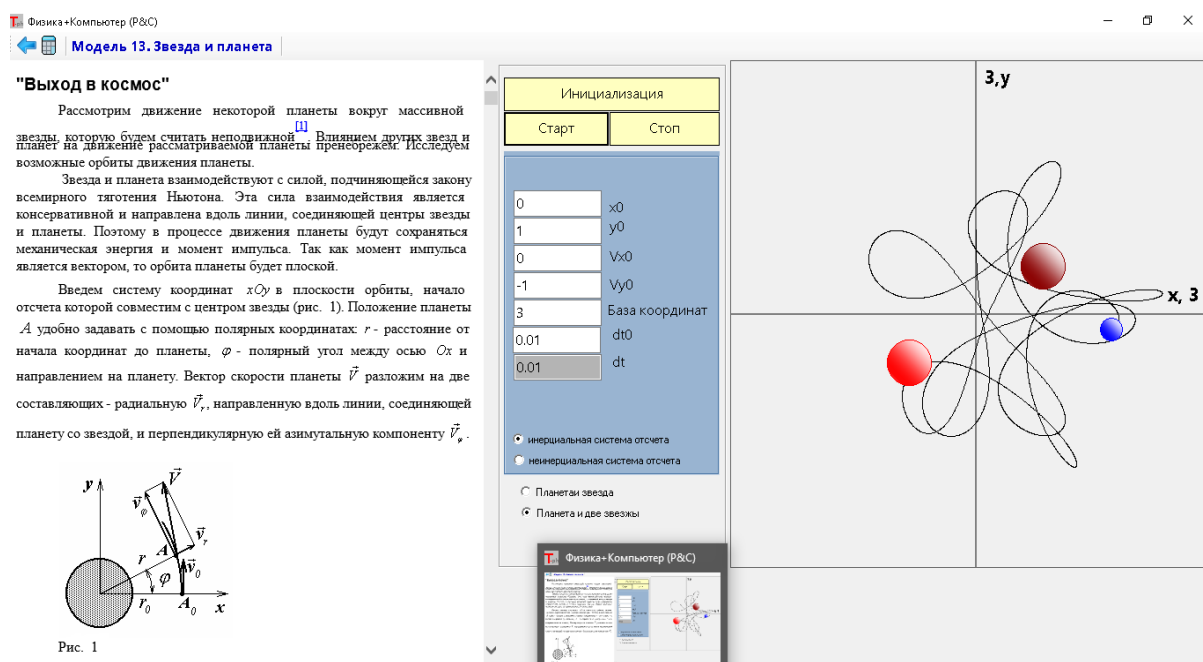 Физика+Компьютер (P&C)
Модель 13. Звезда и планета
"Выход в космос"
Рассмотрим движение некоторой планеты вокруг массивной
звезды, которую будем считать неподвижной[1]. Влиянием других звезд и
планет на движение рассматриваемой планеты пренебрежем. Исследуем
возможные орбиты движения планеты.
Звезда и планета взаимодействуют с силой, подчиняющейся закону
всемирного тяготения Ньютона. Эта сила взаимодействия является
консервативной и направлена вдоль линии, соединяющей центры звезды
и планеты. Поэтому в процессе движения планеты будут сохраняться
механическая энергия и момент импульса. Так как момент импульса
является вектором, то орбита планеты будет плоской.
Введем систему координат xOy в плоскости орбиты, начало
отсчета которой совместим с центром звезды (рис. 1). Положение планеты
A удобно задавать с помощью полярных координатах: r - расстояние от
начала координат до планеты, φ - полярный угол между осью Ox и
направлением на планету. Вектор скорости планеты V⃗ разложим на две
составляющих - радиальную V⃗r, направленную вдоль линии, соединяющей
планету со звездой, и перпендикулярную ей азимутальную компоненту V⃗φ.
y
V⃗
v⃗φ
v⃗r
A
r
v⃗0
φ
r0
A0
x
Рис. 1
Инициализация
Старт
Стоп
0 x0
1 y0
0 Vx0
-1 Vy0
3 База координат
0.01 dt0
0.01 dt
инерциальная система отсчета
неинерциальная система отсчета
Планетаи звезда
Планета и две звезжы
Физика+Компьютер (P&C)
3,y
x, 3